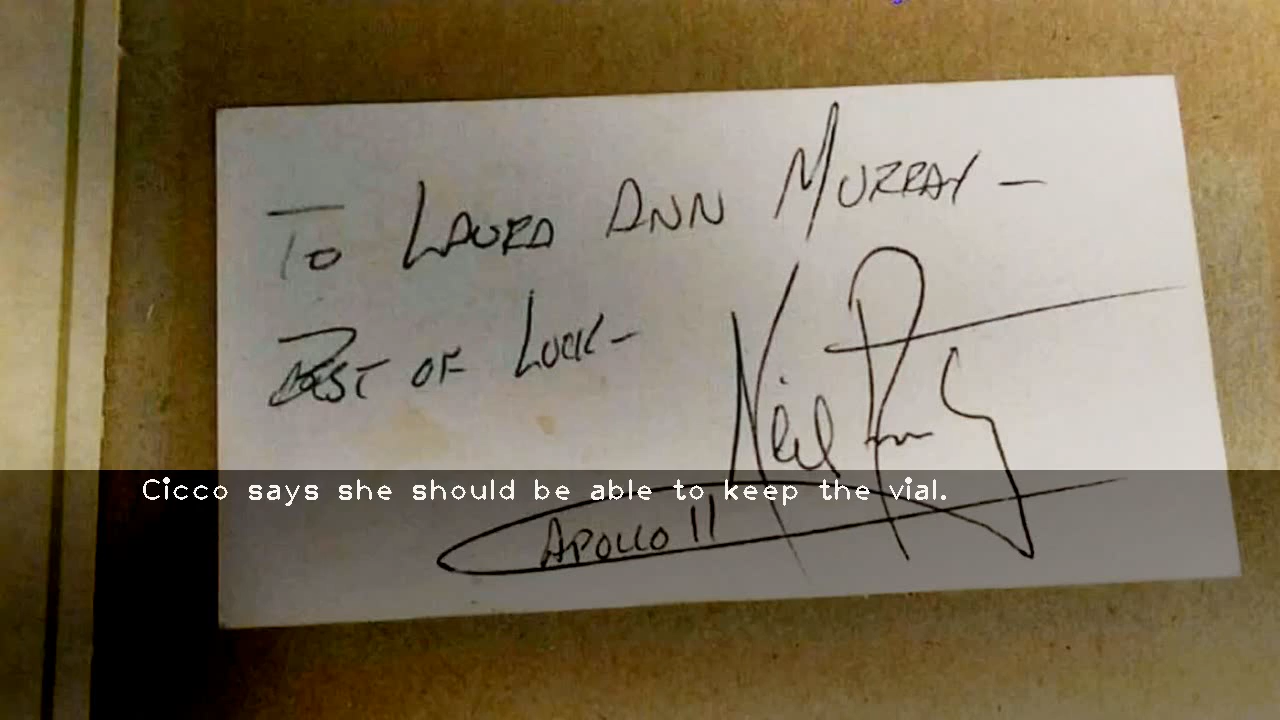 To LAURA ANN MURRAY —
BEST OF LUCK —
Neil Armstrong
APOLLO 11
Cicco says she should be able to keep the vial.